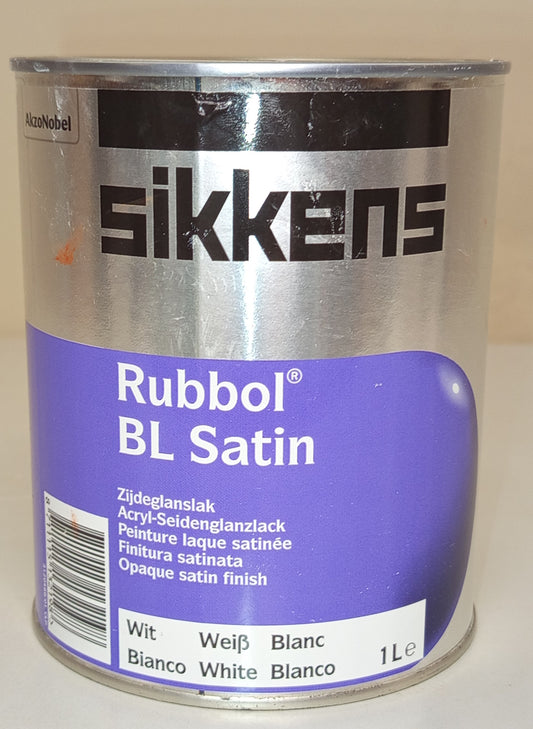 AkzoNobel
sikkens
Rubbol®
BL Satin
Zijdeglanslak
Acryl-Seidenglanzlack
Peinture laque satinée
Finitura satinata
Opaque satin finish
Wit Weiß Blanc
Bianco White Blanco 1L℮